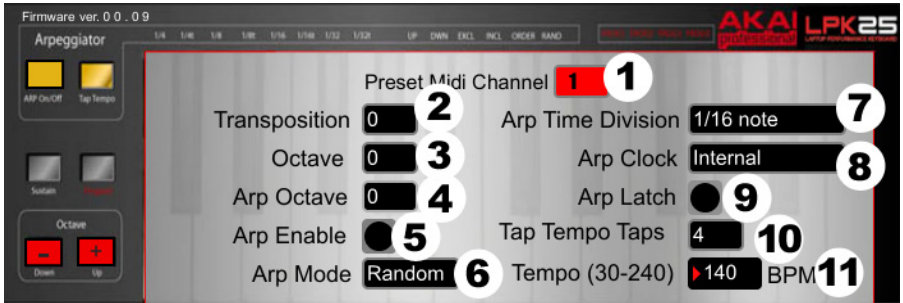 Firmware ver. 0 0 . 0 9
Arpeggiator
1/4 1/4t 1/8 1/8t 1/16 1/16t 1/32 1/32t UP DWN EXCL INCL ORDER RAND
AKAI professional LPK25
LAPTOP PERFORMANCE KEYBOARD
ARP On/Off Tap Tempo
Sustain
Octave
Down Up
Preset Midi Channel 1 1
Transposition 0 2 Arp Time Division 1/16 note 7
Octave 0 3 Arp Clock Internal 8
Arp Octave 0 4 Arp Latch 9
Arp Enable 5 Tap Tempo Taps 4 10
Arp Mode Random 6 Tempo (30-240) 140 BPM 11